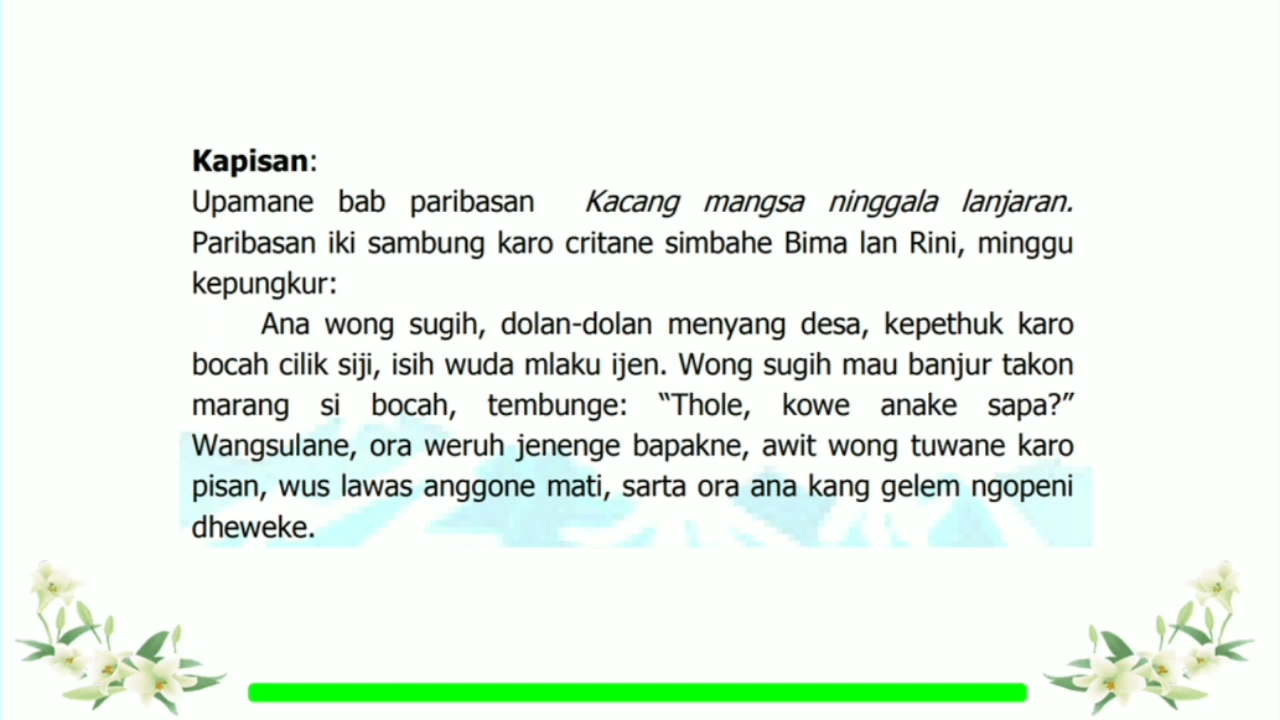 Kapisan:
Upamane bab paribasan Kacang mangsa ninggala lanjaran.
Paribasan iki sambung karo critane simbahe Bima lan Rini, minggu
kepungkur:
Ana wong sugih, dolan-dolan menyang desa, kepethuk karo
bocah cilik siji, isih wuda mlaku ijen. Wong sugih mau banjur takon
marang si bocah, tembunge: “Thole, kowe anake sapa?”
Wangsulane, ora weruh jenenge bapakne, awit wong tuwane karo
pisan, wus lawas anggone mati, sarta ora ana kang gelem ngopeni
dheweke.